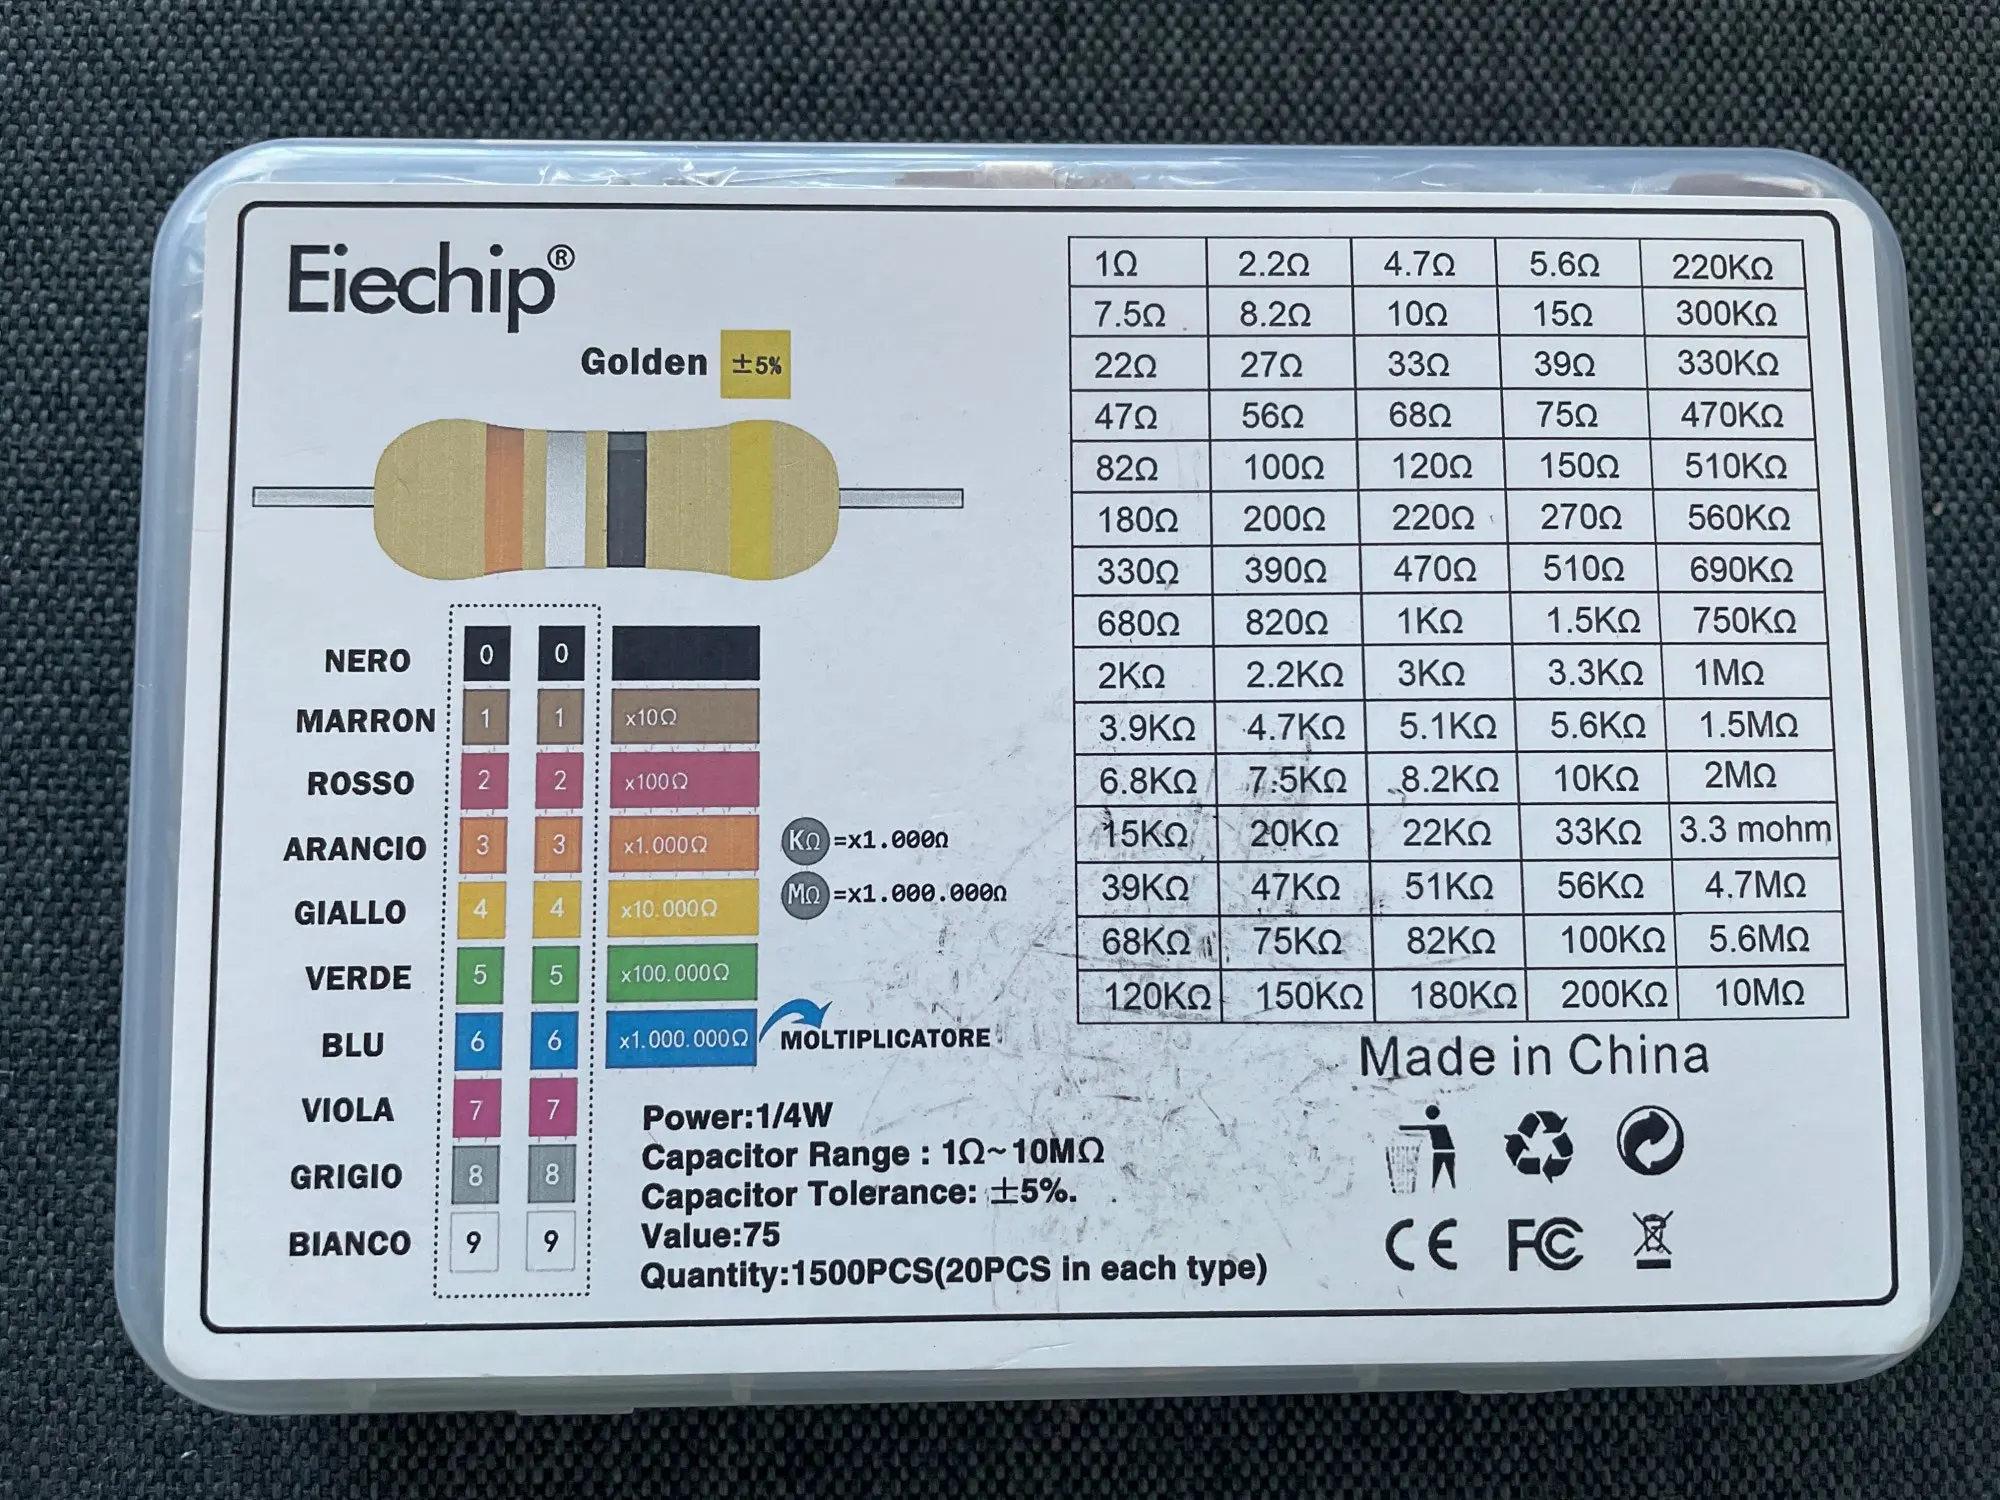 Eiechip®
Golden ±5%
NERO 0 0
MARRON 1 1 x10Ω
ROSSO 2 2 x100Ω
ARANCIO 3 3 x1.000Ω
GIALLO 4 4 x10.000Ω
VERDE 5 5 x100.000Ω
BLU 6 6 x1.000.000Ω
VIOLA 7 7
GRIGIO 8 8
BIANCO 9 9
KΩ =x1.000Ω
MΩ =x1.000.000Ω
MOLTIPLICATORE
Power:1/4W
Capacitor Range : 1Ω~10MΩ
Capacitor Tolerance: ±5%.
Value:75
Quantity:1500PCS(20PCS in each type)
1Ω 2.2Ω 4.7Ω 5.6Ω 220KΩ
7.5Ω 8.2Ω 10Ω 15Ω 300KΩ
22Ω 27Ω 33Ω 39Ω 330KΩ
47Ω 56Ω 68Ω 75Ω 470KΩ
82Ω 100Ω 120Ω 150Ω 510KΩ
180Ω 200Ω 220Ω 270Ω 560KΩ
330Ω 390Ω 470Ω 510Ω 690KΩ
680Ω 820Ω 1KΩ 1.5KΩ 750KΩ
2KΩ 2.2KΩ 3KΩ 3.3KΩ 1MΩ
3.9KΩ 4.7KΩ 5.1KΩ 5.6KΩ 1.5MΩ
6.8KΩ 7.5KΩ 8.2KΩ 10KΩ 2MΩ
15KΩ 20KΩ 22KΩ 33KΩ 3.3 mohm
39KΩ 47KΩ 51KΩ 56KΩ 4.7MΩ
68KΩ 75KΩ 82KΩ 100KΩ 5.6MΩ
120KΩ 150KΩ 180KΩ 200KΩ 10MΩ
Made in China
CE FC